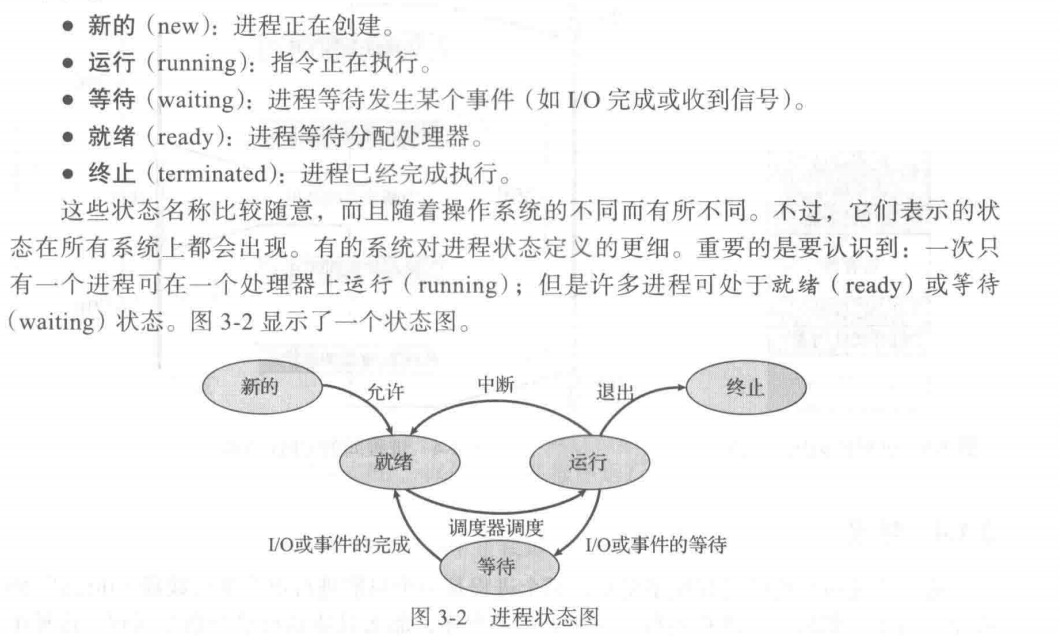 • 新的（new）：进程正在创建。
• 运行（running）：指令正在执行。
• 等待（waiting）：进程等待发生某个事件（如 I/O 完成或收到信号）。
• 就绪（ready）：进程等待分配处理器。
• 终止（terminated）：进程已经完成执行。
这些状态名称比较随意，而且随着操作系统的不同而有所不同。不过，它们表示的状
态在所有系统上都会出现。有的系统对进程状态定义的更细。重要的是要认识到：一次只
有一个进程可在一个处理器上运行（running）；但是许多进程可处于就绪（ready）或等待
（waiting）状态。图 3-2 显示了一个状态图。
新的
允许
中断
退出
终止
就绪
运行
调度器调度
I/O或事件的完成
等待
I/O或事件的等待
图 3-2 进程状态图